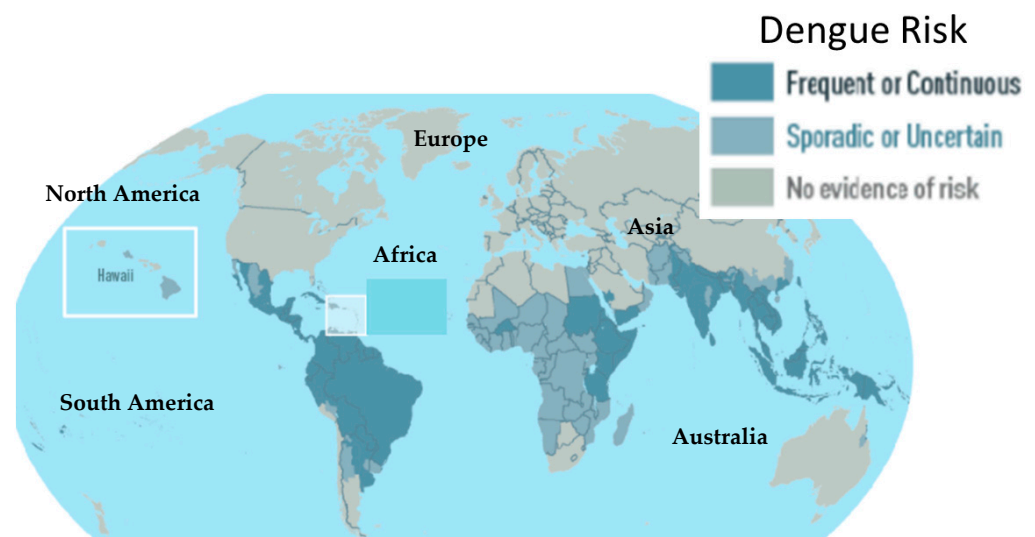 Dengue Risk
Frequent or Continuous
Sporadic or Uncertain
No evidence of risk
Europe
North America
Asia
Africa
Hawaii
South America
Australia